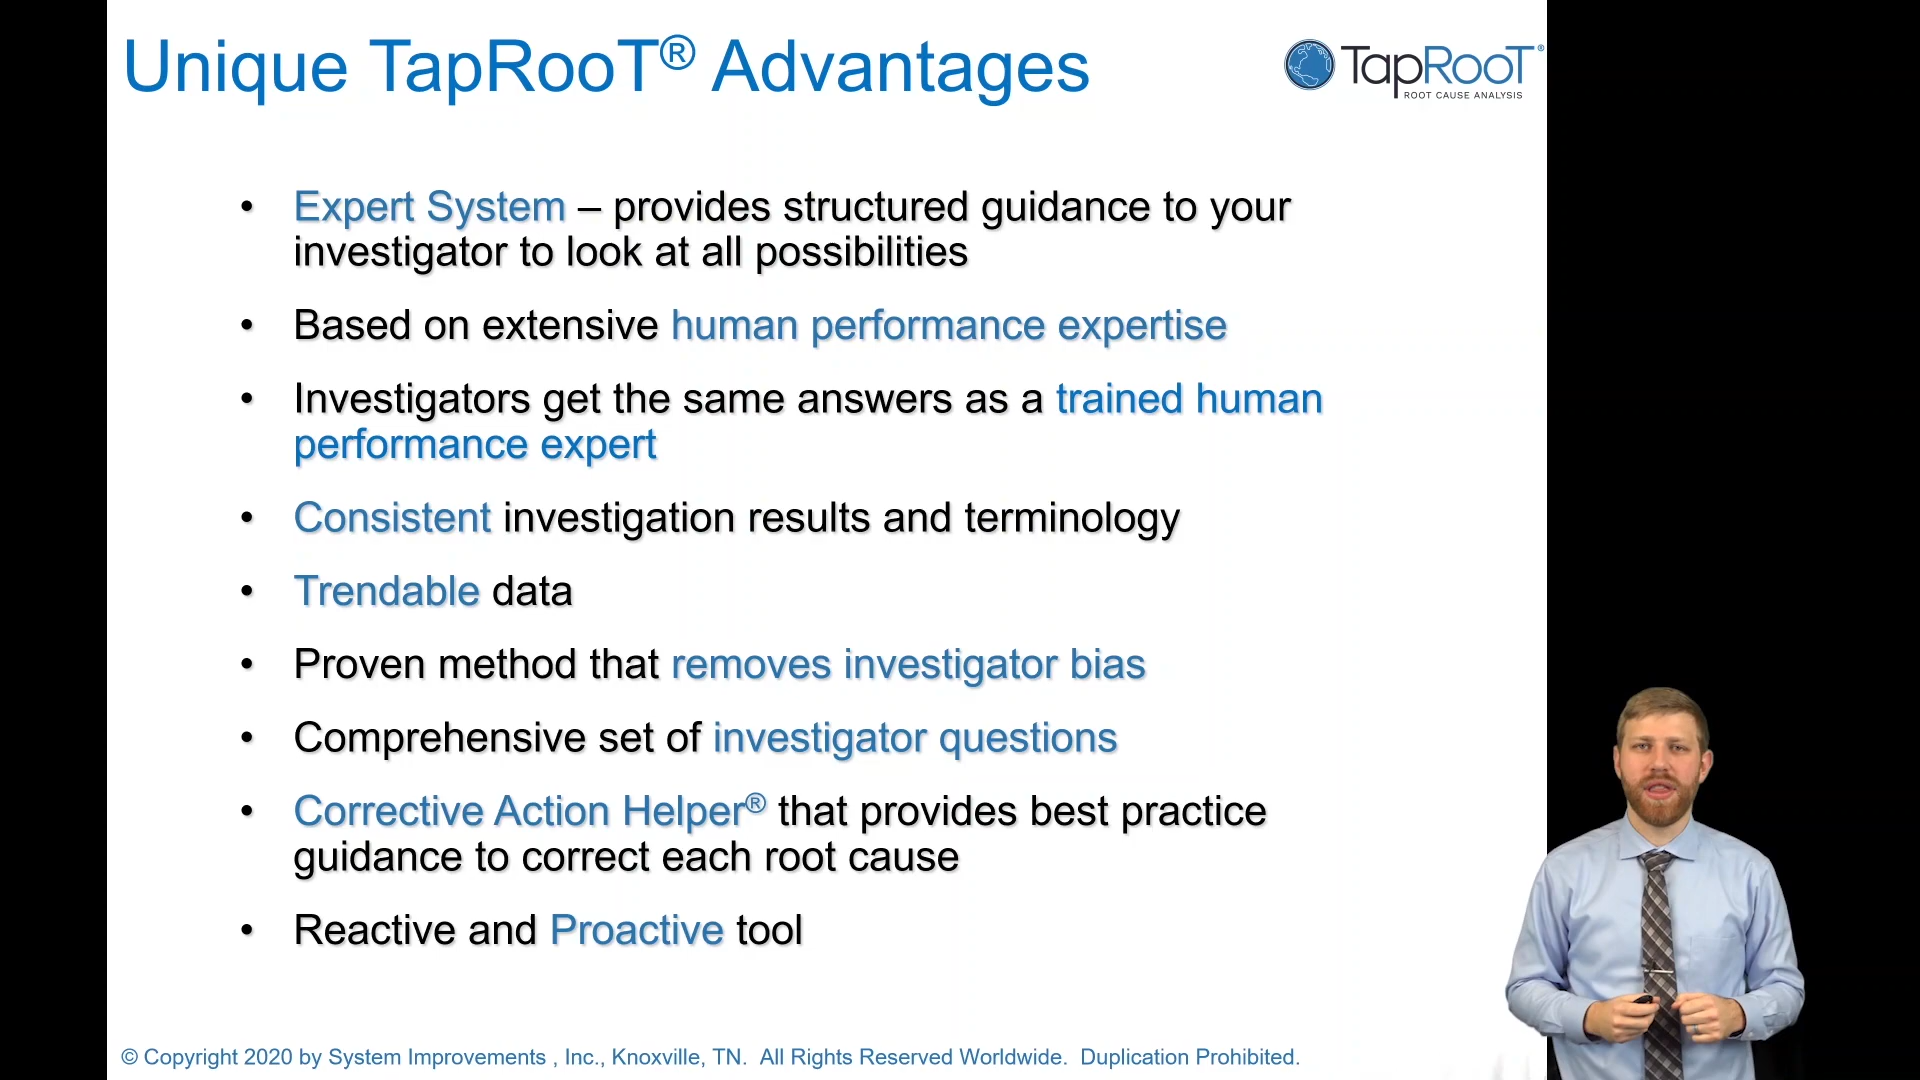 Unique TapRooT® Advantages
TapRooT®
ROOT CAUSE ANALYSIS
• Expert System – provides structured guidance to your
investigator to look at all possibilities
• Based on extensive human performance expertise
• Investigators get the same answers as a trained human
performance expert
• Consistent investigation results and terminology
• Trendable data
• Proven method that removes investigator bias
• Comprehensive set of investigator questions
• Corrective Action Helper® that provides best practice
guidance to correct each root cause
• Reactive and Proactive tool
© Copyright 2020 by System Improvements , Inc., Knoxville, TN. All Rights Reserved Worldwide. Duplication Prohibited.